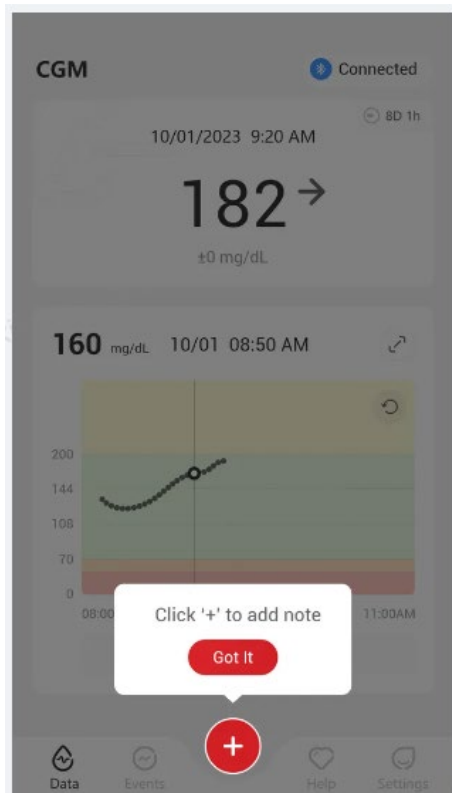 CGM
Connected
8D 1h
10/01/2023 9:20 AM
182
±0 mg/dL
160 mg/dL 10/01 08:50 AM
200
144
108
70
0
08:00
11:00AM
Click '+' to add note
Got It
+
Data
Events
Help
Settings